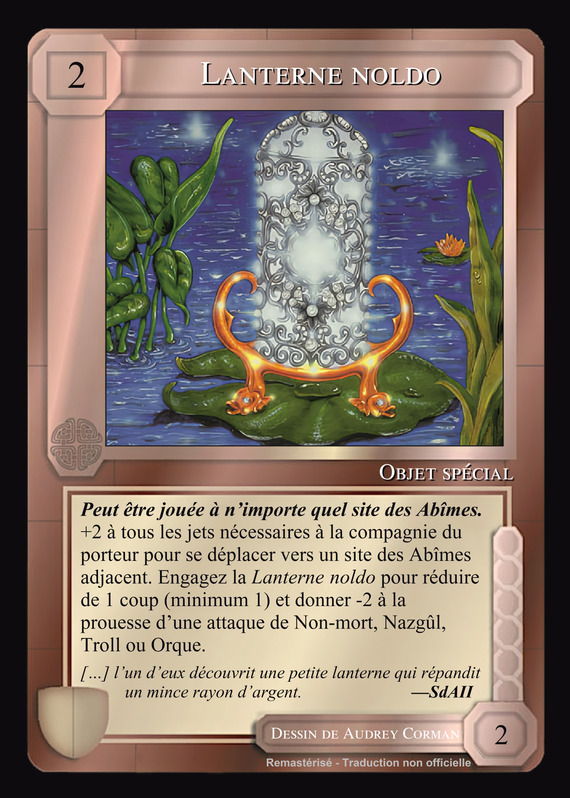 2
Lanterne noldo
Objet spécial
Peut être jouée à n’importe quel site des Abîmes.
+2 à tous les jets nécessaires à la compagnie du
porteur pour se déplacer vers un site des Abîmes
adjacent. Engagez la Lanterne noldo pour réduire
de 1 coup (minimum 1) et donner -2 à la
prouesse d’une attaque de Non-mort, Nazgûl,
Troll ou Orque.
[…] l’un d’eux découvrit une petite lanterne qui répandit
un mince rayon d’argent. —SdAII
Dessin de Audrey Corman
2
Remastérisé - Traduction non officielle